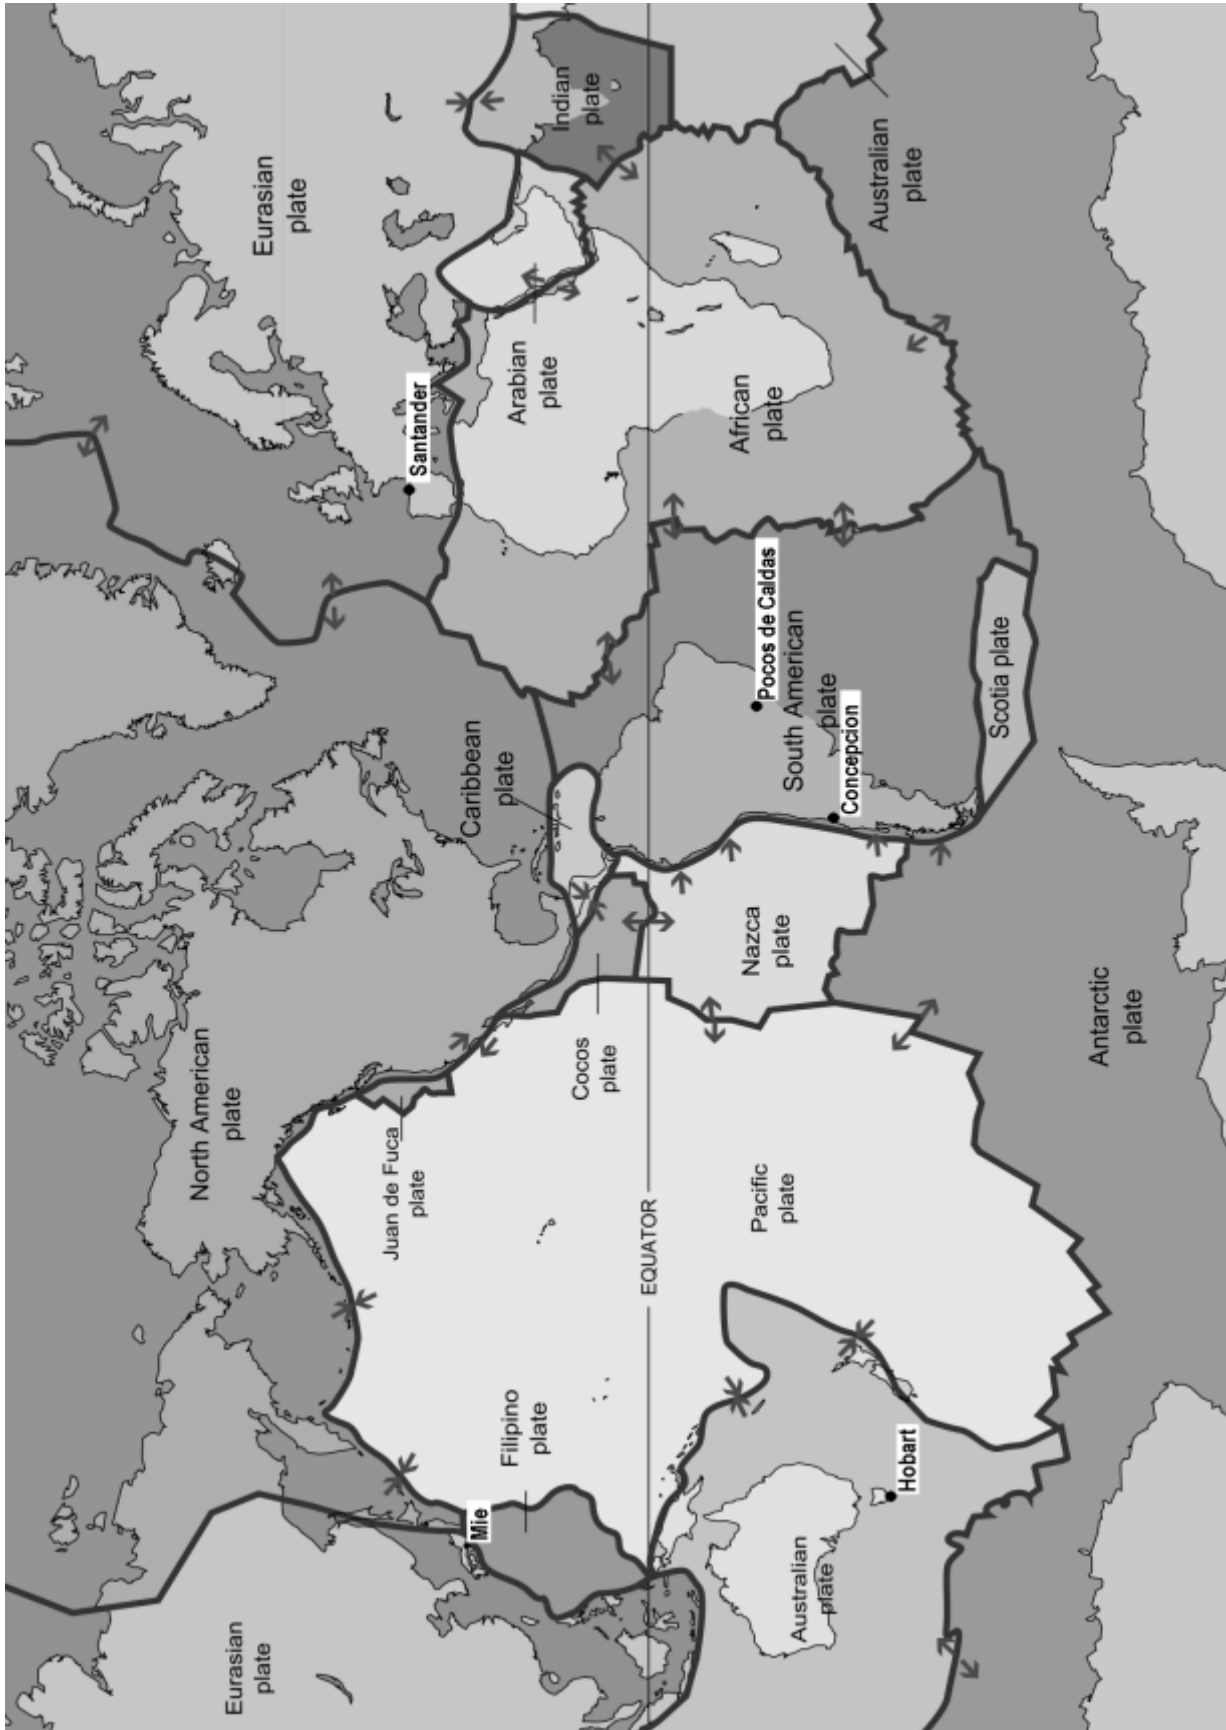 Eurasian
plate
North American
plate
Eurasian
plate
Juan de Fuca
plate
Caribbean
plate
Santander
Arabian
plate
Indian
plate
Mie
Filipino
plate
Cocos
plate
EQUATOR
Pacific
plate
Nazca
plate
Pocos de Caldas
South American
plate
Concepcion
African
plate
Australian
plate
Hobart
Australian
plate
Scotia plate
Antarctic
plate